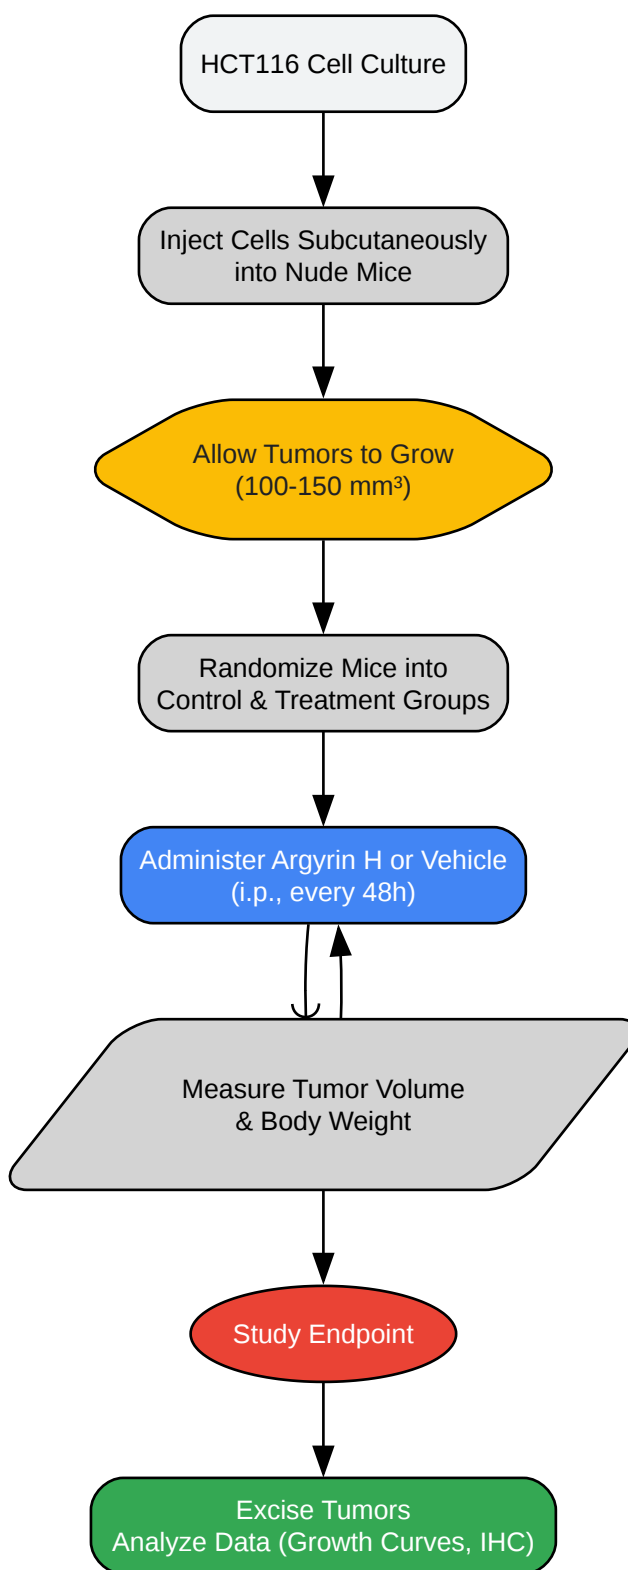 HCT116 Cell Culture
Inject Cells Subcutaneously
into Nude Mice
Allow Tumors to Grow
(100-150 mm³)
Randomize Mice into
Control & Treatment Groups
Administer Argyrin H or Vehicle
(i.p., every 48h)
Measure Tumor Volume
& Body Weight
Study Endpoint
Excise Tumors
Analyze Data (Growth Curves, IHC)